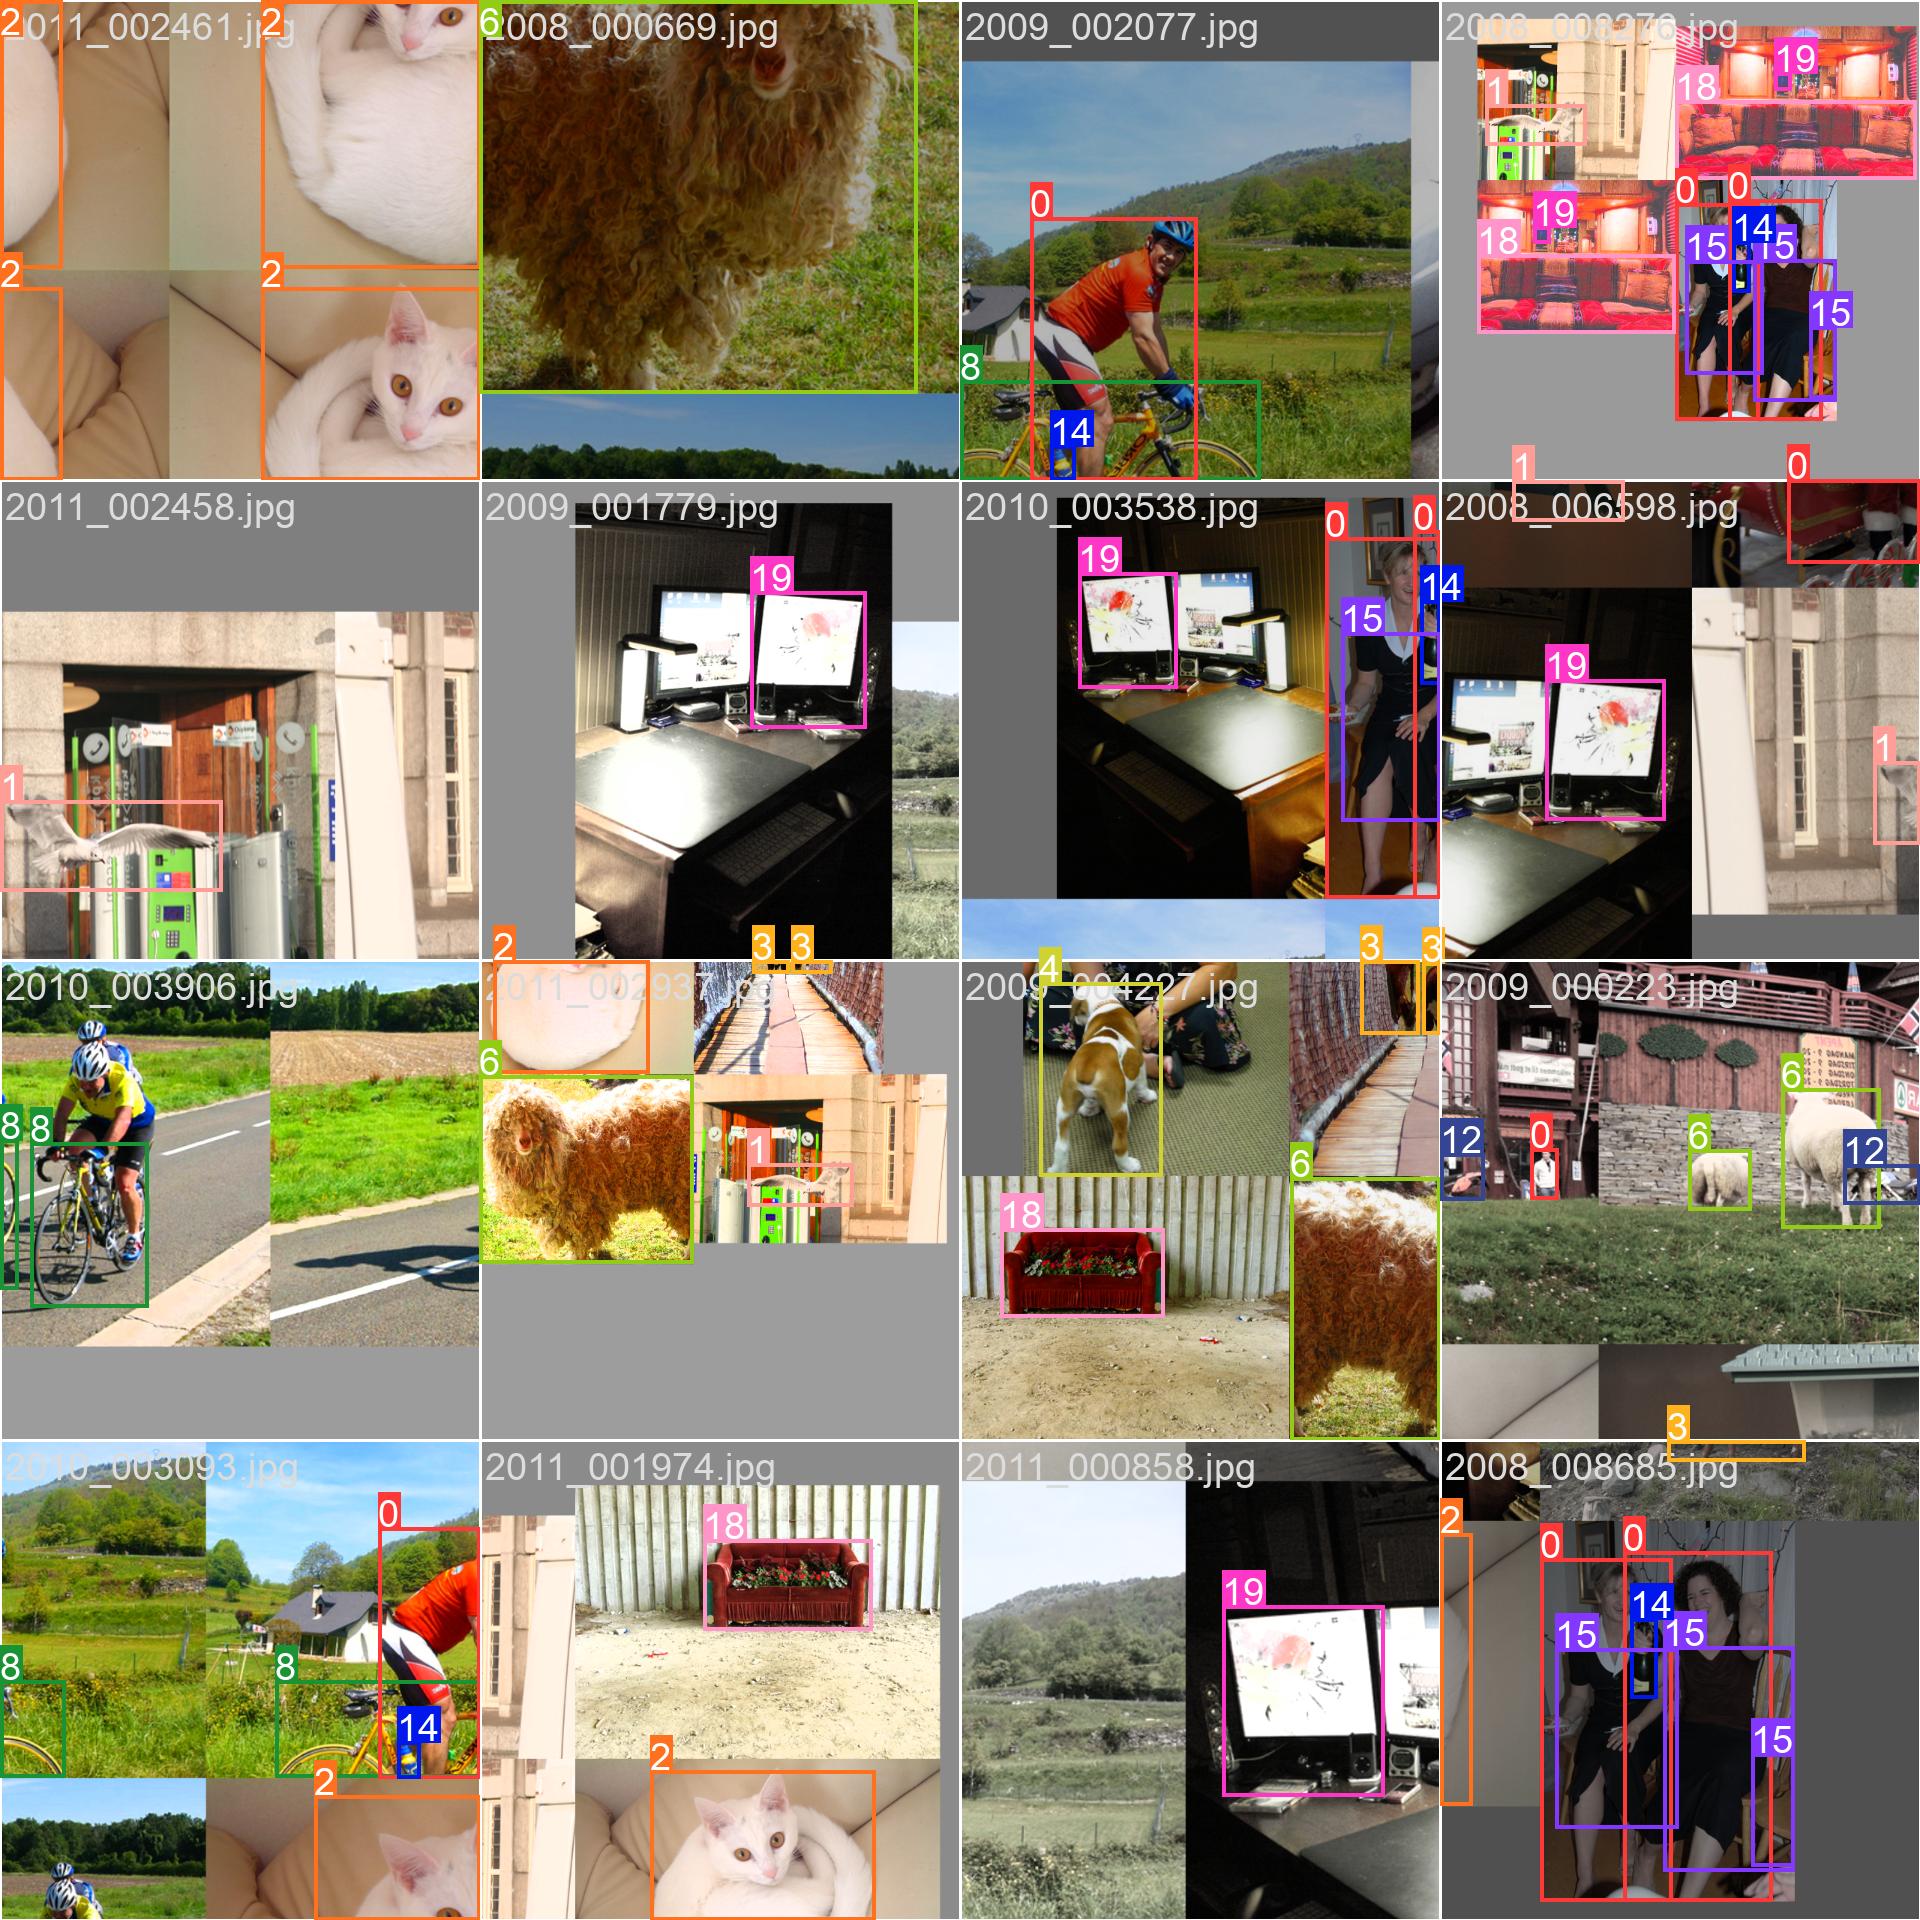 2 2011_002461.jpg 2
2 2
6 2008_000669.jpg
2009_002077.jpg
0
8
14
2008_008276.jpg
1 18 19
0 0
18 19 15 14 15
15
2011_002458.jpg
1
2009_001779.jpg
19
2010_003538.jpg
19 0 0
15 14
1 0
2008_006598.jpg
19
1
2010_003906.jpg
8 8
2 3 3
2011_002937.jpg
6
1
4 3 3
2009_004227.jpg
6
18
2009_000223.jpg
6
12 0 6 12
3
2010_003093.jpg
0
8 8
14
2
2011_001974.jpg
18
2
2011_000858.jpg
19
2008_008685.jpg
2 0 0
14
15 15
15